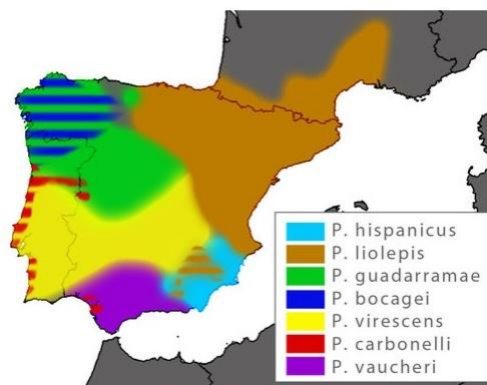 P. hispanicus
P. liolepis
P. guadarramae
P. bocagei
P. virescens
P. carbonelli
P. vaucheri